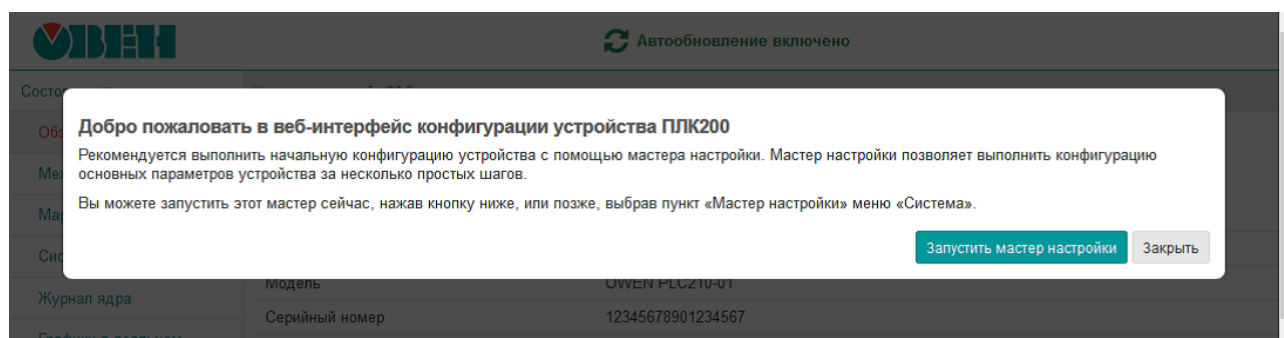 ОВЕН
Автообновление включено
Добро пожаловать в веб-интерфейс конфигурации устройства ПЛК200
Рекомендуется выполнить начальную конфигурацию устройства с помощью мастера настройки. Мастер настройки позволяет выполнить конфигурацию
основных параметров устройства за несколько простых шагов.
Вы можете запустить этот мастер сейчас, нажав кнопку ниже, или позже, выбрав пункт «Мастер настройки» меню «Система».
Запустить мастер настройки Закрыть
Модель OWEN PLC210-01
Журнал ядра
Серийный номер 12345678901234567